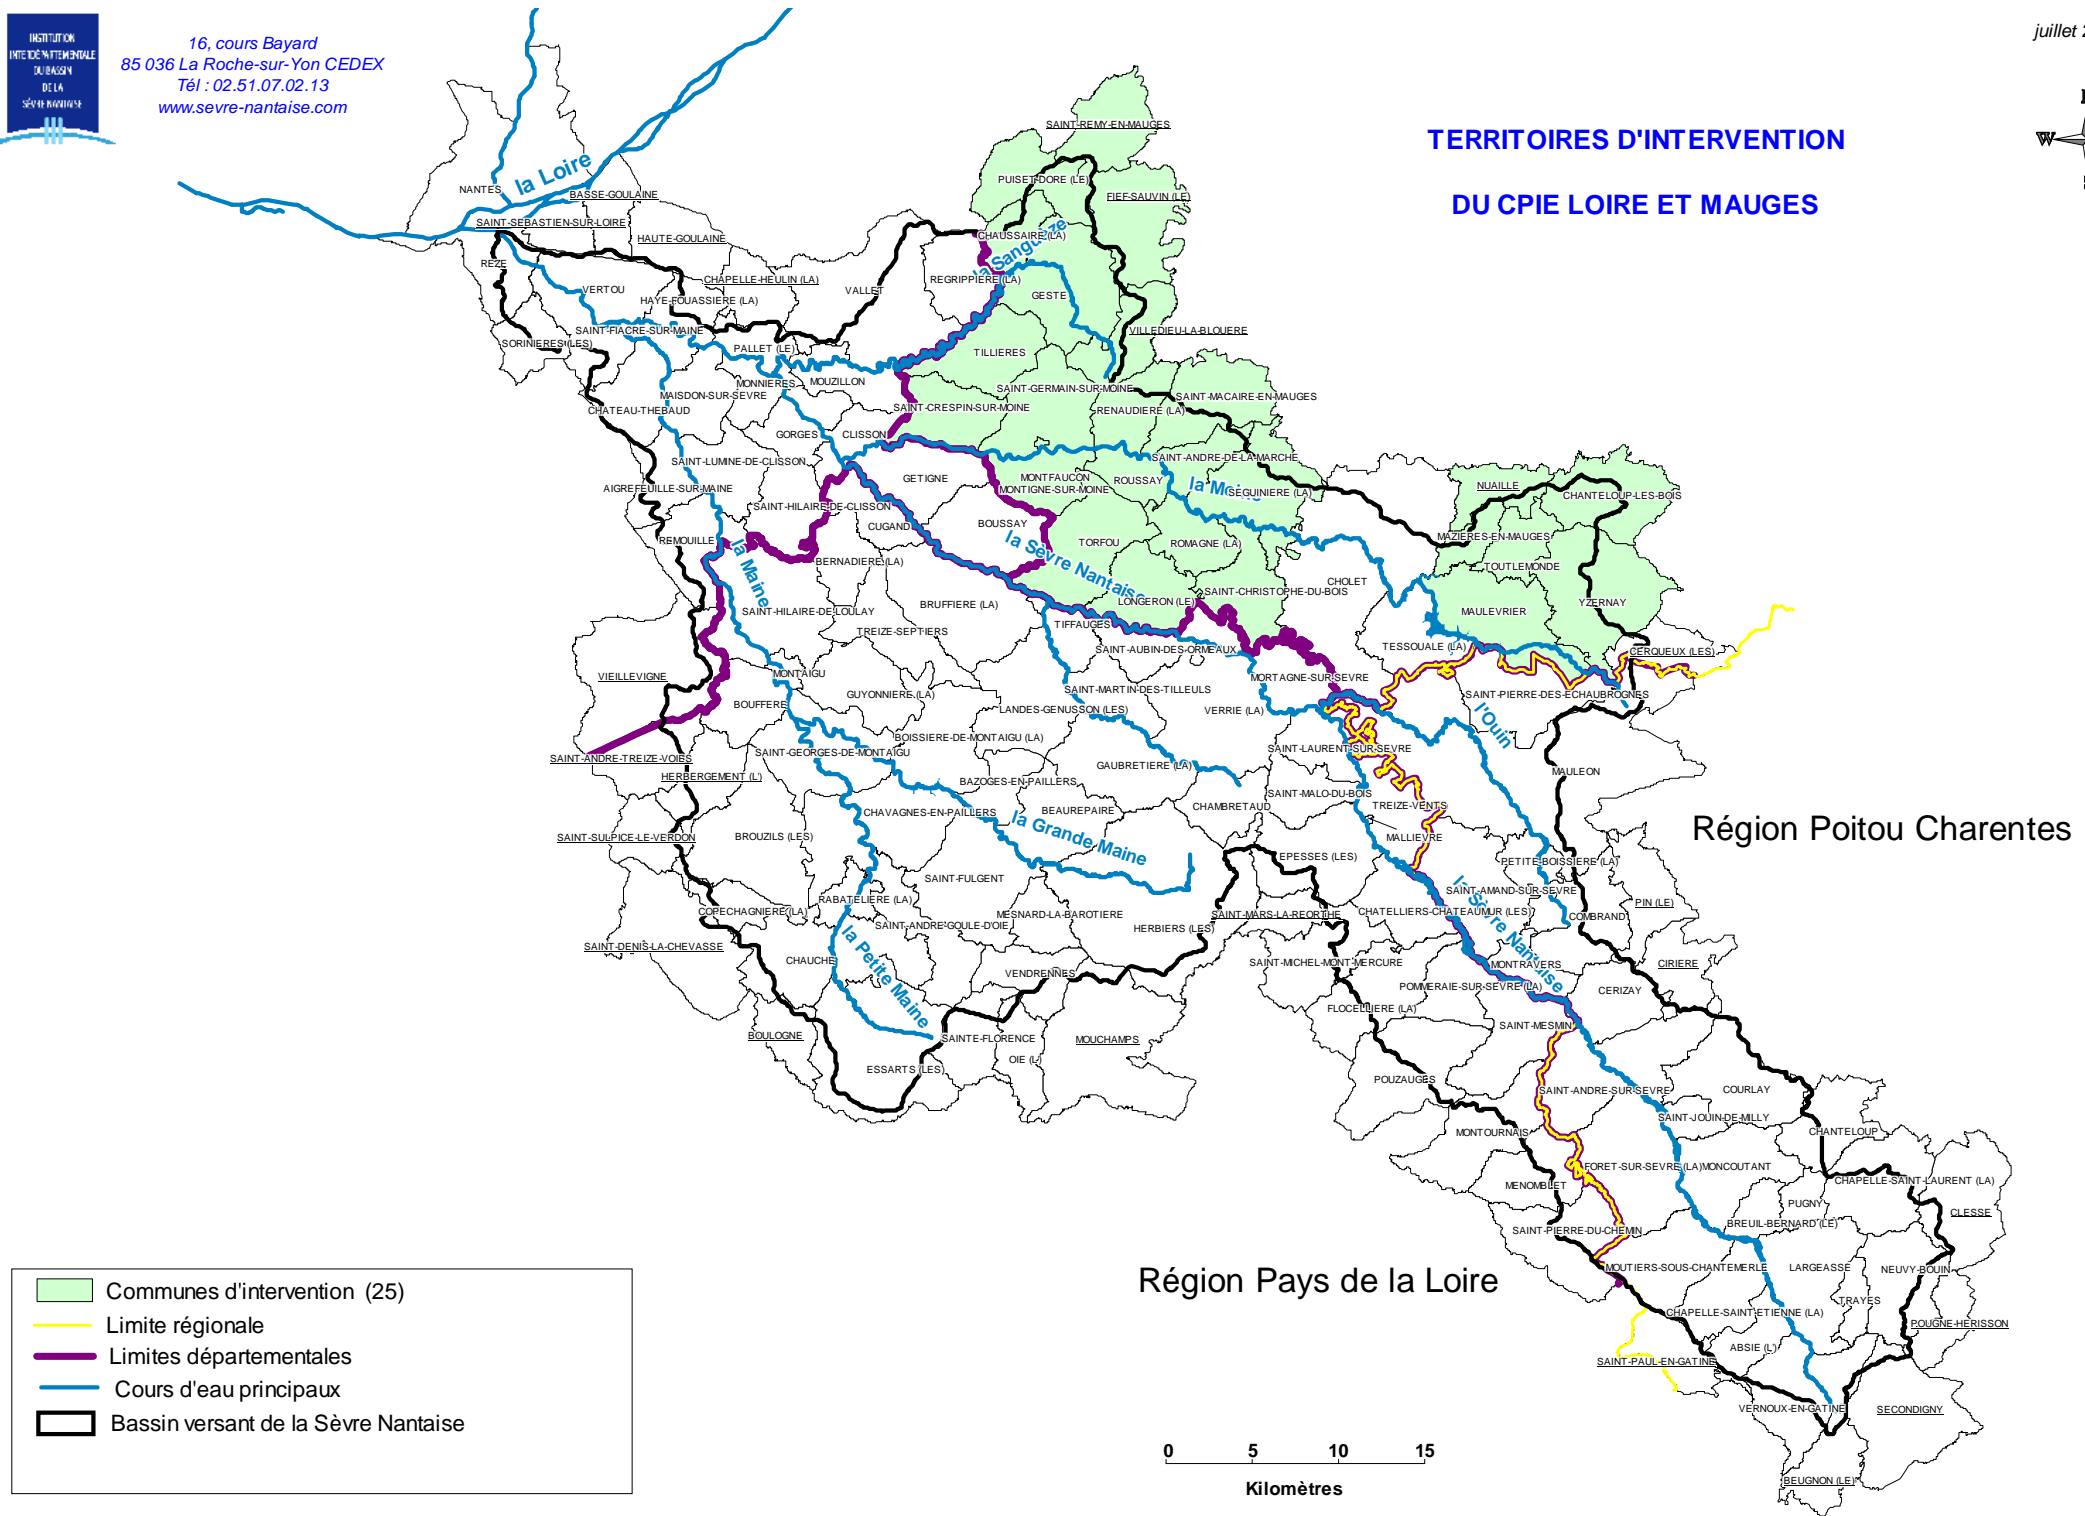 INSTITUTION
INTERDÉPARTEMENTALE
DU BASSIN
DE LA
SÈVRE NANTAISE
16, cours Bayard
85 036 La Roche-sur-Yon CEDEX
Tél : 02.51.07.02.13
www.sevre-nantaise.com
juillet
W
TERRITOIRES D'INTERVENTION
DU CPIE LOIRE ET MAUGES
SAINT-REMY-EN-MAUGES
PUISET-DORE (LE)
FIEF-SAUVIN (LE)
NANTES
la Loire
BASSE-GOULAINE
SAINT-SEBASTIEN-SUR-LOIRE
HAUTE-GOULAINE
CHAUSSAIRE (LA)
la Sanguèze
REZE
CHAPELLE-HEULIN (LA)
REGRIPPIERE (LA)
VERTOU
VALLET
GESTE
HAYE-FOUASSIERE (LA)
SAINT-FIACRE-SUR-MAINE
VILLEDIEU-LA-BLOUERE
SORINIERES (LES)
PALLET (LE)
TILLIERES
MONNIERES
MOUZILLON
SAINT-GERMAIN-SUR-MOINE
MAISDON-SUR-SEVRE
SAINT-MACAIRE-EN-MAUGES
CHATEAU-THEBAUD
SAINT-CRESPIN-SUR-MOINE
RENAUDIERE (LA)
GORGES
CLISSON
SAINT-LUMINE-DE-CLISSON
SAINT-ANDRE-DE-LA-MARCHE
GETIGNE
MONTFAUCON
ROUSSAY
la Moine
AIGREFEUILLE-SUR-MAINE
MONTIGNE-SUR-MOINE
SEGUINIERE (LA)
NUAILLE
CHANTELOUP-LES-BOIS
SAINT-HILAIRE-DE-CLISSON
CUGAND
BOUSSAY
REMOUILLE
la Maine
la Sèvre Nantaise
TORFOU
ROMAGNE (LA)
MAZIERES-EN-MAUGES
BERNADIERE (LA)
TOUTLEMONDE
CHOLET
SAINT-CHRISTOPHE-DU-BOIS
SAINT-HILAIRE-DE-LOULAY
BRUFFIERE (LA)
LONGERON (LE)
MAULEVRIER
YZERNAY
TREIZE-SEPTIERS
TIFFAUGES
SAINT-AUBIN-DES-ORMEAUX
TESSOUALE (LA)
CERQUEUX (LES)
VIEILLEVIGNE
MONTAIGU
MORTAGNE-SUR-SEVRE
GUYONNIERE (LA)
SAINT-MARTIN-DES-TILLEULS
SAINT-PIERRE-DES-ECHAUBROGNES
BOUFFERE
LANDES-GENUSSON (LES)
VERRIE (LA)
l'Ouin
BOISSIERE-DE-MONTAIGU (LA)
SAINT-ANDRE-TREIZE-VOIES
SAINT-GEORGES-DE-MONTAIGU
SAINT-LAURENT-SUR-SEVRE
HERBERGEMENT (L')
GAUBRETIERE (LA)
MAULEON
BAZOGES-EN-PAILLERS
SAINT-MALO-DU-BOIS
CHAVAGNES-EN-PAILLERS
BEAUREPAIRE
CHAMBRETAUD
TREIZE-VENTS
Région Poitou Charentes
SAINT-SULPICE-LE-VERDON
BROUZILS (LES)
la Grande Maine
MALLIEVRE
EPESSES (LES)
PETITE-BOISSIERE (LA)
SAINT-FULGENT
SAINT-AMAND-SUR-SEVRE
la Sèvre Nantaise
RABATELIERE (LA)
PIN (LE)
COPECHAGNIERE (LA)
MESNARD-LA-BAROTIERE
SAINT-MARS-LA-REORTHE
CHATELLIERS-CHATEAUMUR (LES)
COMBRAND
SAINT-ANDRE-GOULE-D'OIE
HERBIERS (LES)
SAINT-DENIS-LA-CHEVASSE
la Petite Maine
CHAUCHE
SAINT-MICHEL-MONT-MERCURE
MONTRAVERS
CIRIERE
VENDRENNES
POMMERAIE-SUR-SEVRE (LA)
CERIZAY
FLOCELLIERE (LA)
SAINT-MESMIN
BOULOGNE
SAINTE-FLORENCE
MOUCHAMPS
OIE (L')
ESSARTS (LES)
POUZAUGES
SAINT-ANDRE-SUR-SEVRE
COURLAY
SAINT-JOUIN-DE-MILLY
MONTOURNAIS
CHANTELOUP
FORET-SUR-SEVRE (LA)
MONCOUTANT
MENOMBLET
CHAPELLE-SAINT-LAURENT (LA)
PUGNY
CLESSE
SAINT-PIERRE-DU-CHEMIN
BREUIL-BERNARD (LE)
Région Pays de la Loire
MOUTIERS-SOUS-CHANTEMERLE
LARGEASSE
NEUVY-BOUIN
TRAYES
CHAPELLE-SAINT-ETIENNE (LA)
POUGNE-HERISSON
ABSIE (L')
SAINT-PAUL-EN-GATINE
VERNOUX-EN-GATINE
SECONDIGNY
BEUGNON (LE)
Communes d'intervention (25)
Limite régionale
Limites départementales
Cours d'eau principaux
Bassin versant de la Sèvre Nantaise
0 5 10 15
Kilomètres